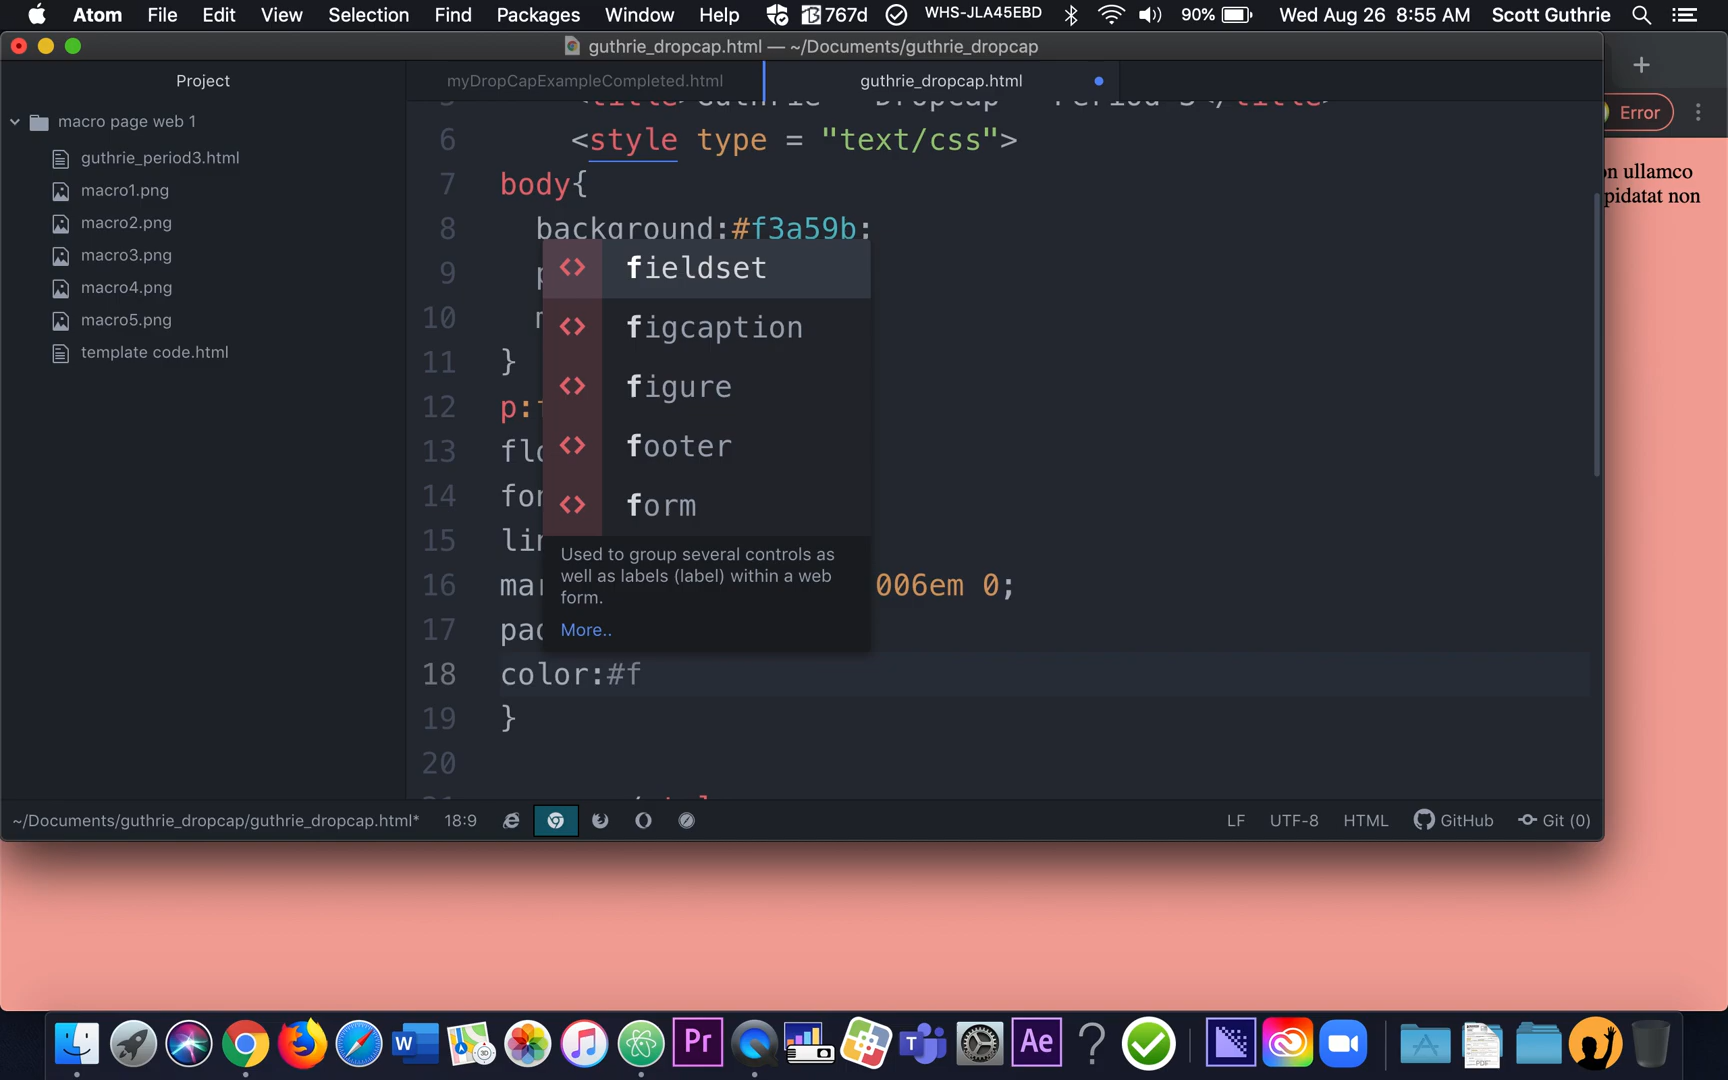 Atom File Edit View Selection Find Packages Window Help 767d WHS-JLA45EBD 90% Wed Aug 26 8:55 AM Scott Guthrie
guthrie_dropcap.html — ~/Documents/guthrie_dropcap
Project
myDropCapExampleCompleted.html guthrie_dropcap.html
macro page web 1
guthrie_period3.html
macro1.png
macro2.png
macro3.png
macro4.png
macro5.png
template code.html
6 <style type = "text/css">
7 body{
8 background:#f3a59b;
9
10
11 }
12 p:
13 flo
14 for
15 lin
16 mar 006em 0;
17 pad
18 color:#f
19 }
20
<> fieldset
<> figcaption
<> figure
<> footer
<> form
Used to group several controls as
well as labels (label) within a web
form.
More..
Error
on ullamco
pidatat non
~/Documents/guthrie_dropcap/guthrie_dropcap.html* 18:9 LF UTF-8 HTML GitHub Git (0)
W 3D Pr T Ae ? PDF